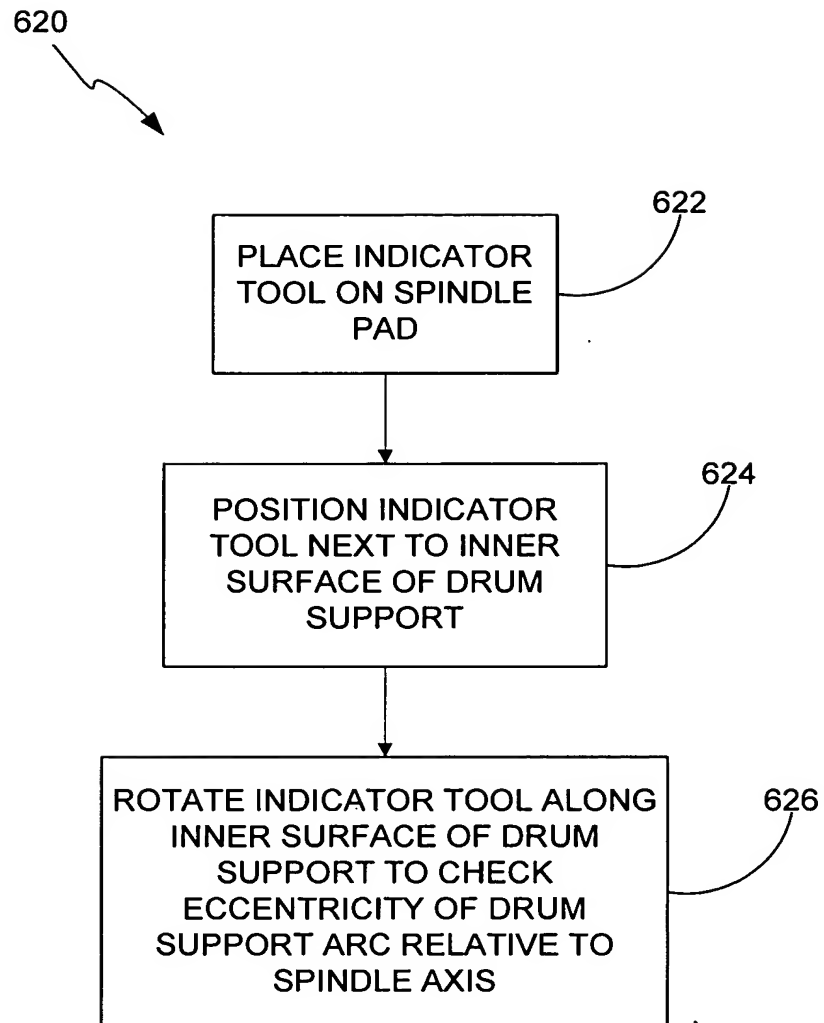 620
622
PLACE INDICATOR
TOOL ON SPINDLE
PAD
624
POSITION INDICATOR
TOOL NEXT TO INNER
SURFACE OF DRUM
SUPPORT
626
ROTATE INDICATOR TOOL ALONG
INNER SURFACE OF DRUM
SUPPORT TO CHECK
ECCENTRICITY OF DRUM
SUPPORT ARC RELATIVE TO
SPINDLE AXIS